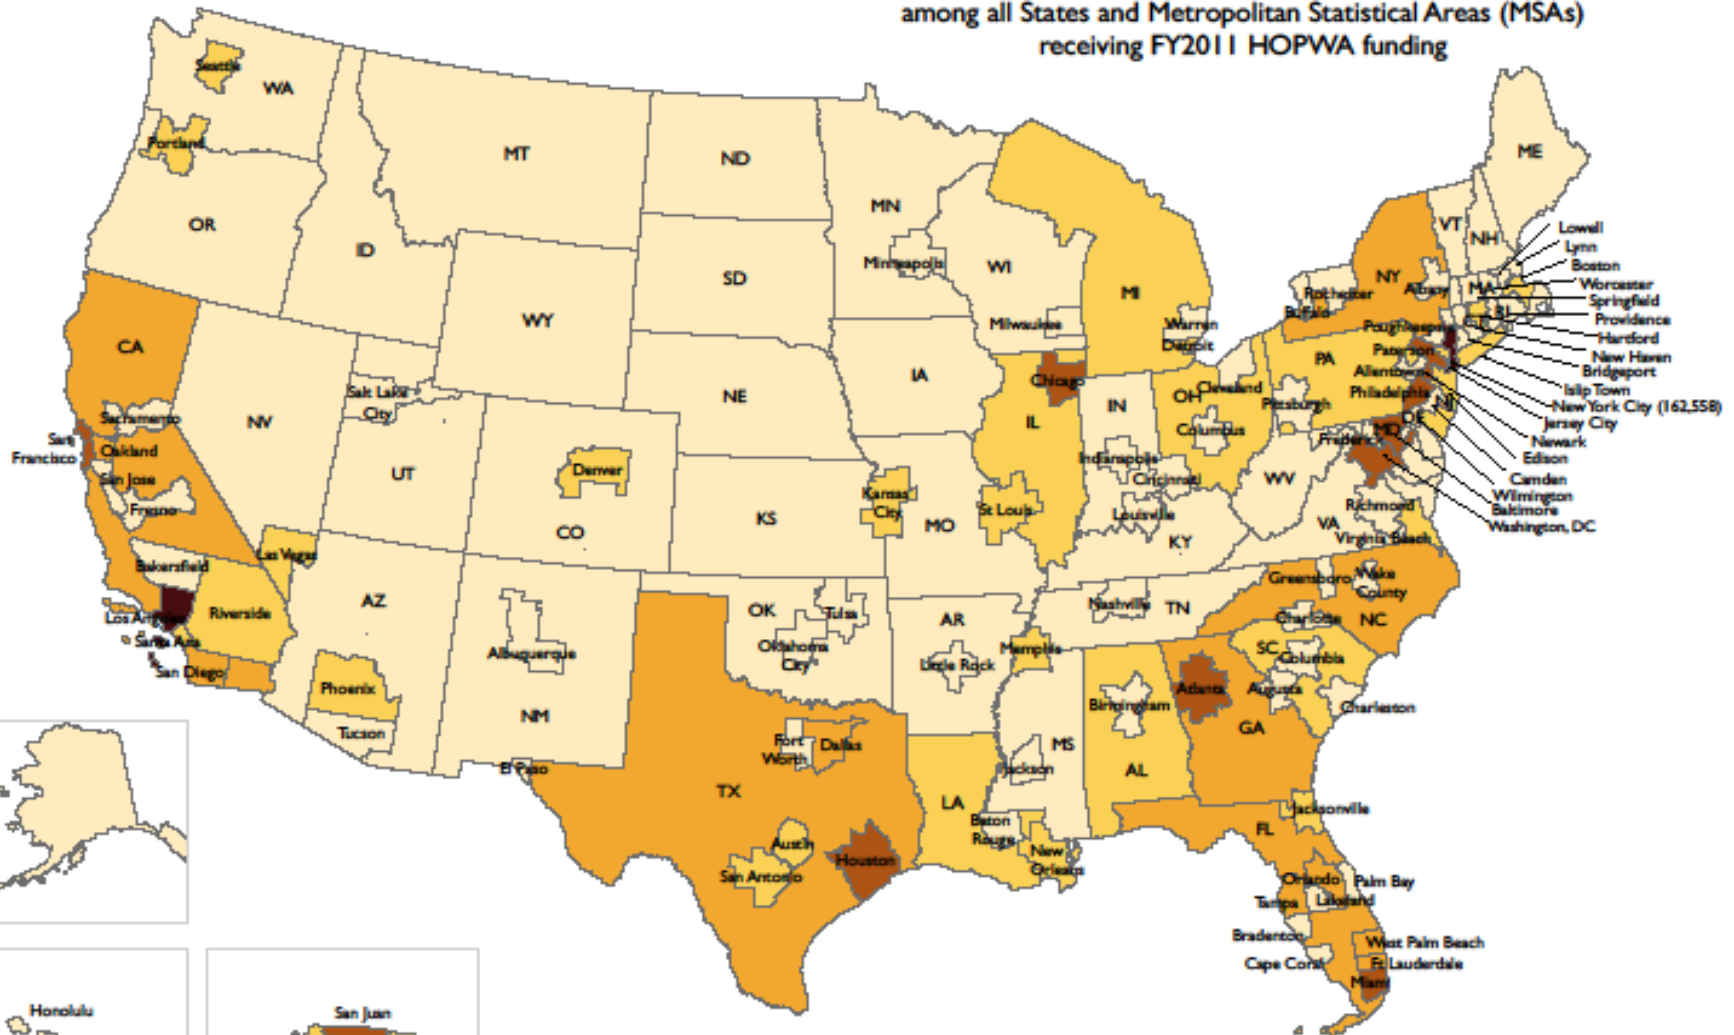 among all States and Metropolitan Statistical Areas (MSAs)
receiving FY2011 HOPWA funding
Seattle
WA
Portland
MT
ND
ME
OR
ID
MN
VT
NH
Lowell
Lynn
Boston
Worcester
Springfield
Providence
Hartford
New Haven
Bridgeport
Islip Town
New York City (162,558)
Jersey City
Newark
Edison
Camden
Wilmington
Baltimore
Washington, DC
Minneapolis
WI
SD
MI
NY
Rochester
Albany
MA
RI
CT
Buffalo
WY
Milwaukee
Warren
Detroit
Poughkeepsie
CA
PA
Paterson
Allentown
Philadelphia
NJ
Salt Lake
City
NE
IA
Chicago
IN
OH
Cleveland
Pittsburgh
Sacramento
NV
IL
Columbus
DE
MD
Frederick
San
Francisco
Oakland
San Jose
Fresno
UT
Denver
Kansas
City
St Louis
Indianapolis
Cincinnati
WV
Louisville
Richmond
CO
KS
MO
KY
VA
Virginia Beach
Las Vegas
Bakersfield
Los Angeles
Riverside
Santa Ana
San Diego
AZ
OK
Tulsa
Oklahoma
City
AR
Nashville
TN
Greensboro
Wake
County
Charlotte
NC
Albuquerque
Little Rock
Memphis
SC
Columbia
Phoenix
Tucson
NM
Birmingham
Atlanta
Augusta
Charleston
GA
El Paso
Fort
Worth
Dallas
Jackson
MS
AL
TX
LA
Baton
Rouge
Jacksonville
FL
Austin
Houston
New
Orleans
San Antonio
Orlando
Palm Bay
Tampa
Lakeland
Bradenton
West Palm Beach
Cape Coral
Ft Lauderdale
Miami
Honolulu
San Juan